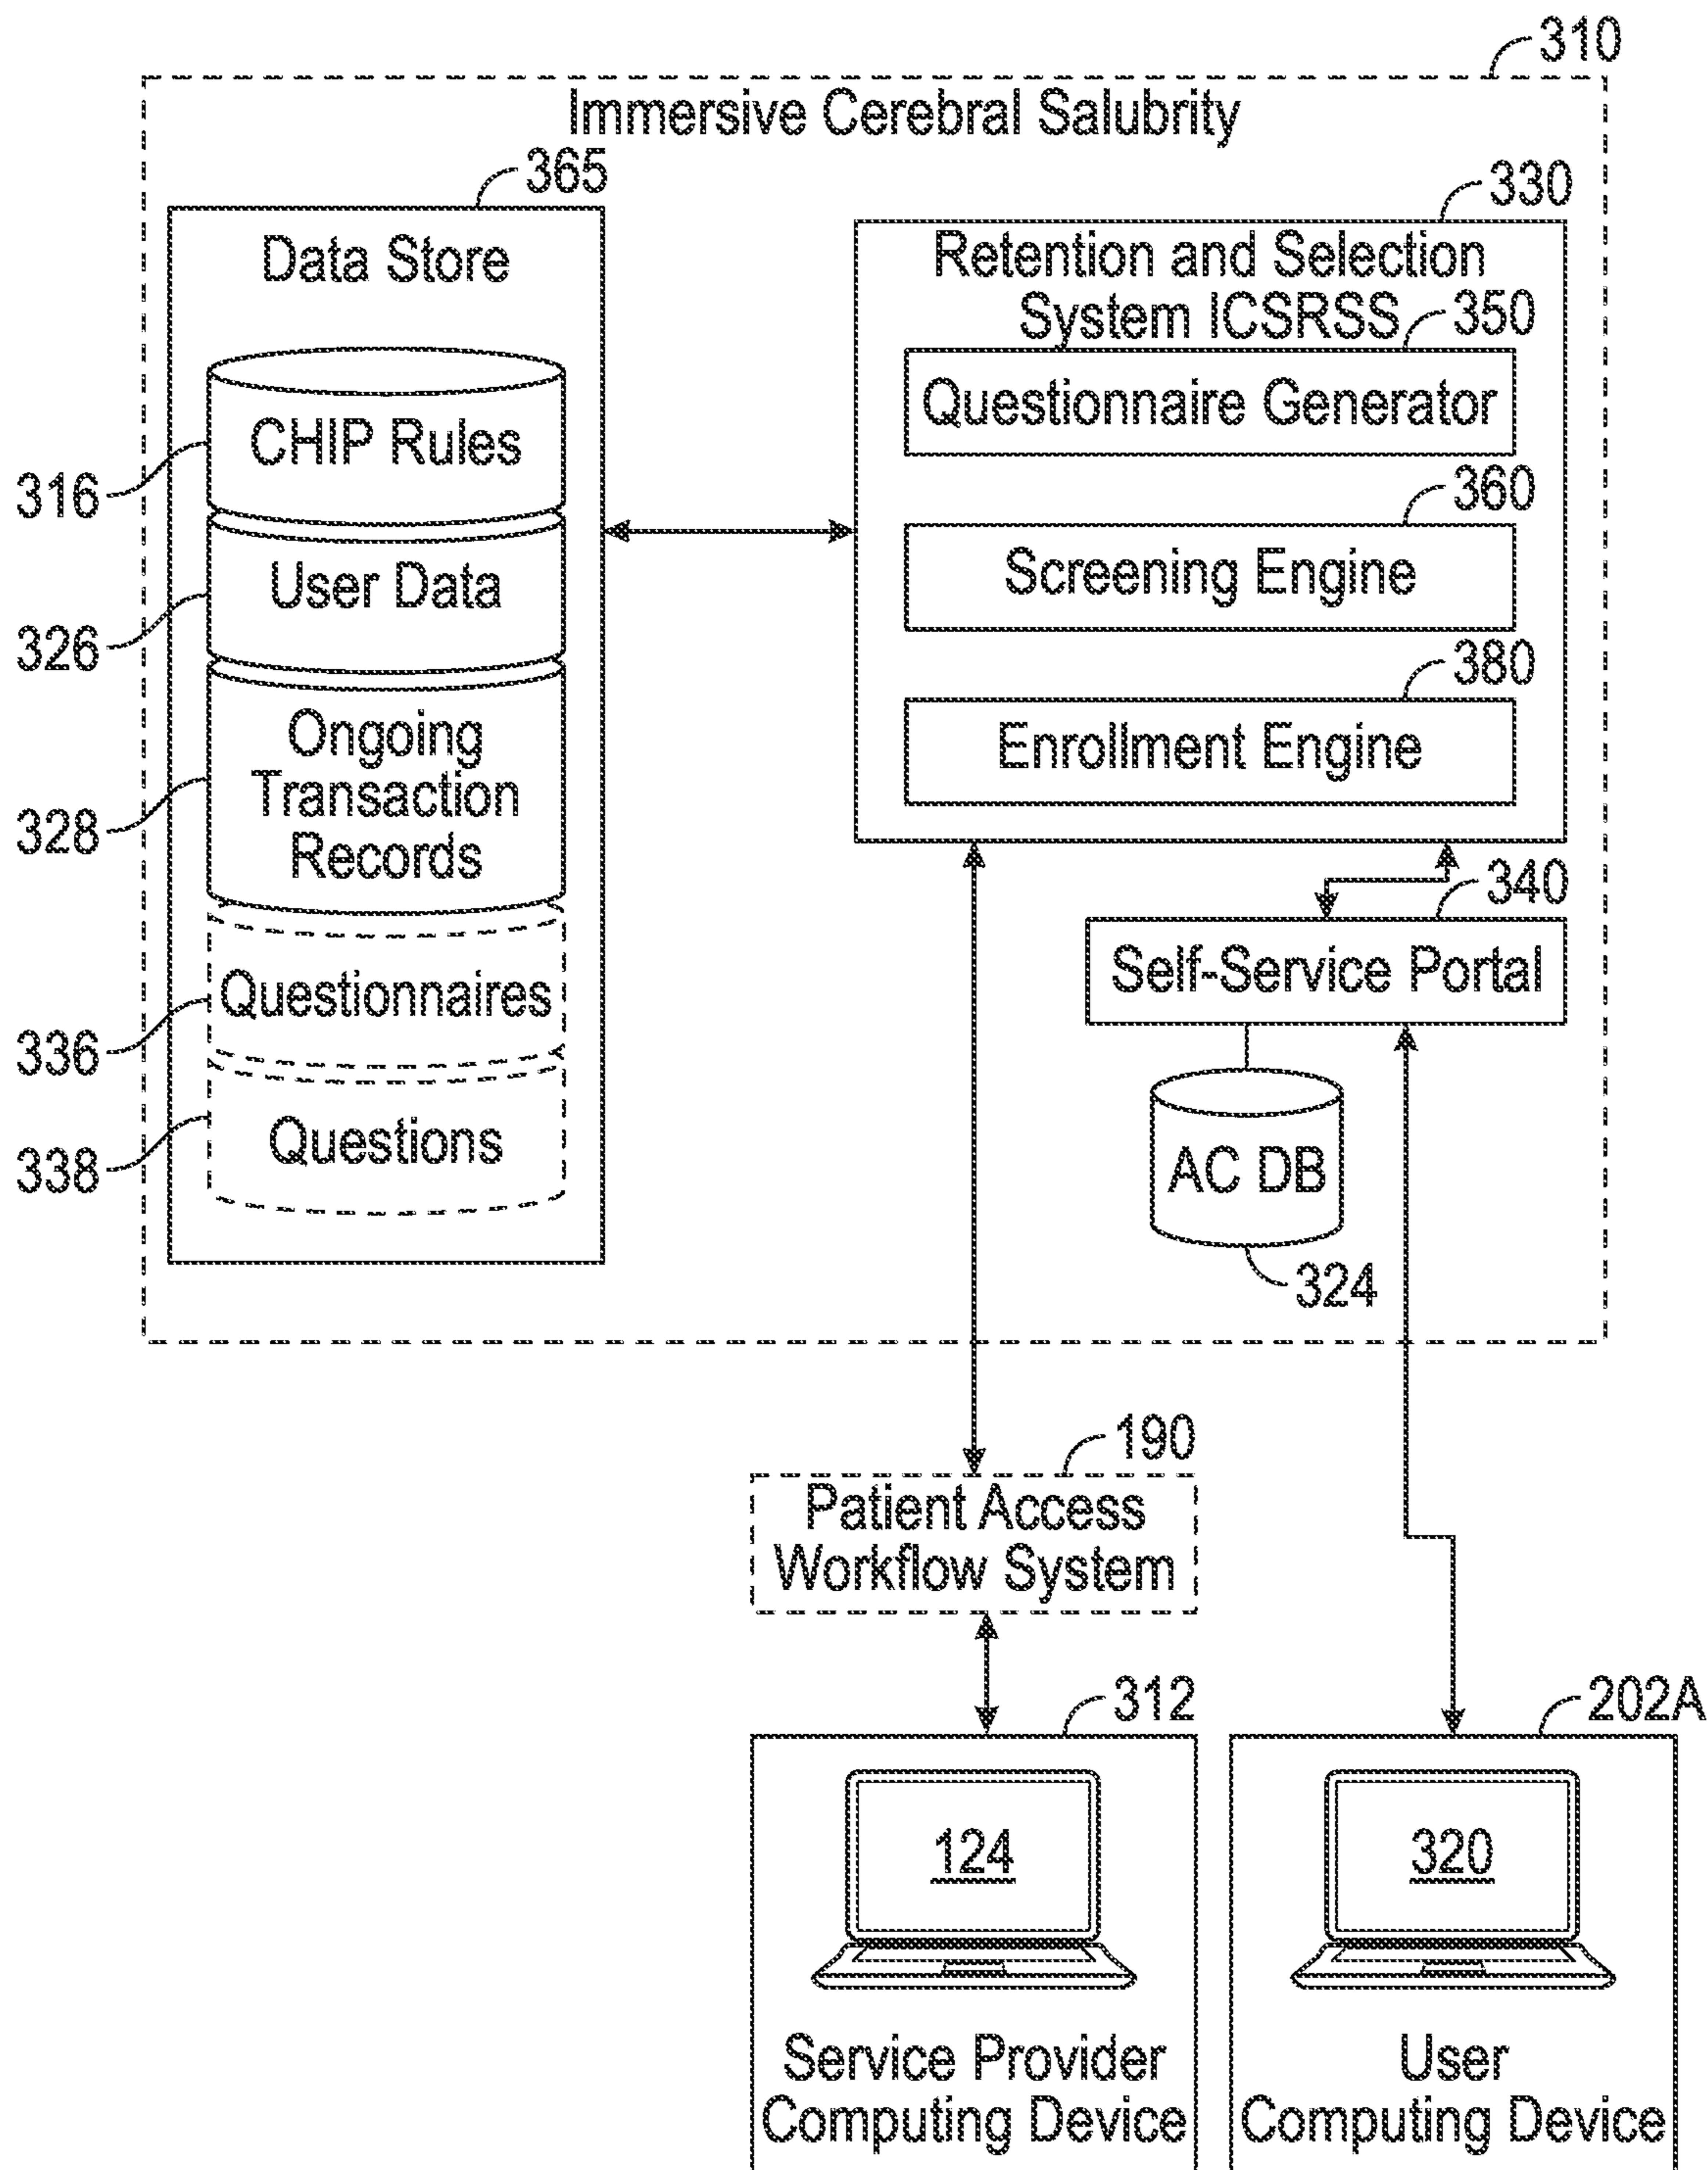 310
Immersive Cerebral Salubrity
365
Data Store
CHIP Rules
316
User Data
326
Ongoing
Transaction
Records
328
Questionnaires
336
Questions
338
330
Retention and Selection
System ICSRSS
350
Questionnaire Generator
360
Screening Engine
380
Enrollment Engine
340
Self-Service Portal
AC DB
324
190
Patient Access
Workflow System
312
124
Service Provider
Computing Device
202A
320
User
Computing Device